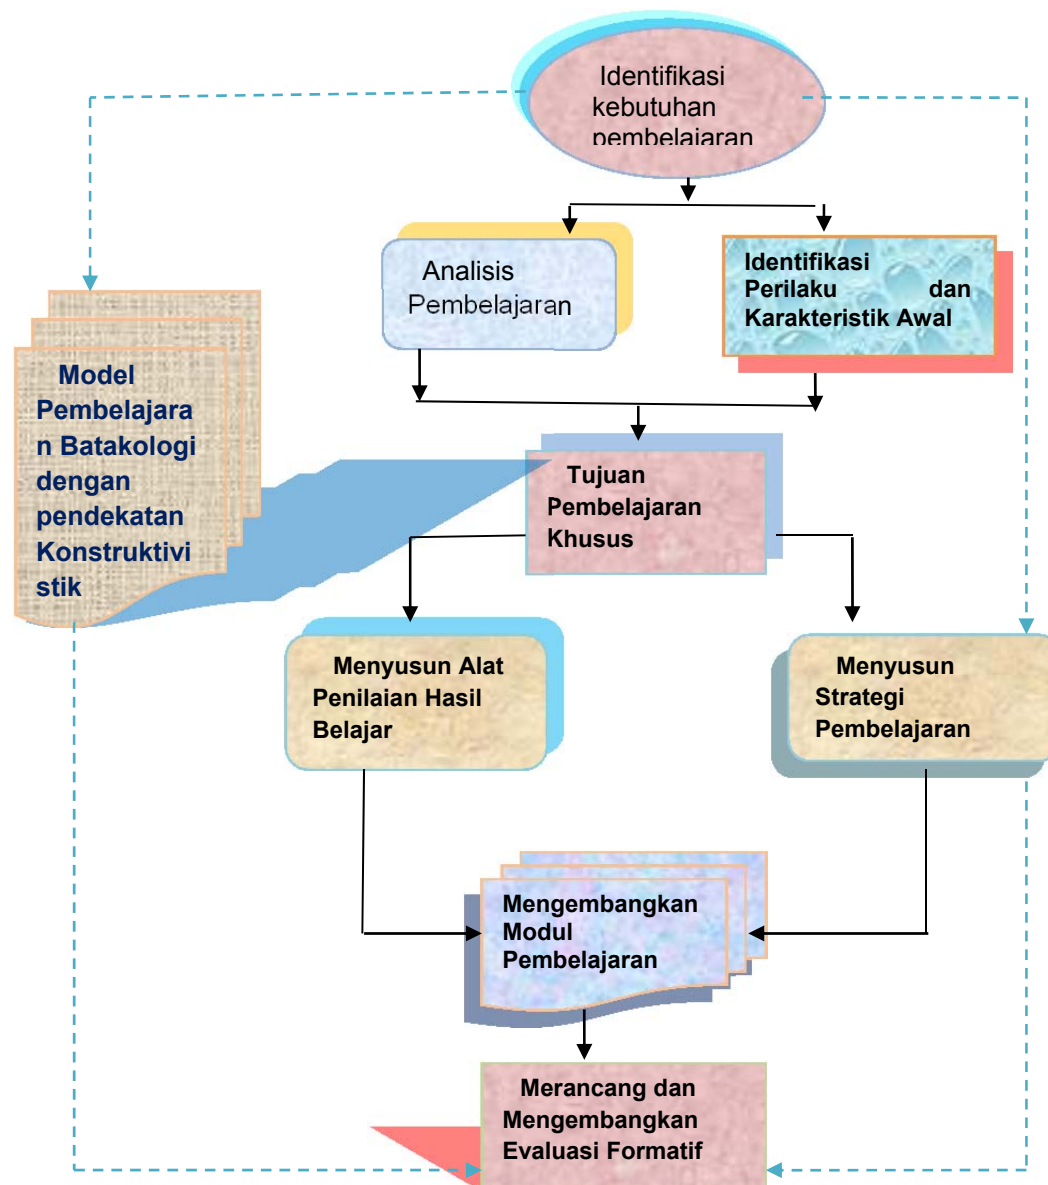 Identifikasi
kebutuhan
pembelajaran
Analisis
Pembelajaran
Identifikasi
Perilaku dan
Karakteristik Awal
Model
Pembelajara
n Batakologi
dengan
pendekatan
Konstruktivi
stik
Tujuan
Pembelajaran
Khusus
Menyusun Alat
Penilaian Hasil
Belajar
Menyusun
Strategi
Pembelajaran
Mengembangkan
Modul
Pembelajaran
Merancang dan
Mengembangkan
Evaluasi Formatif